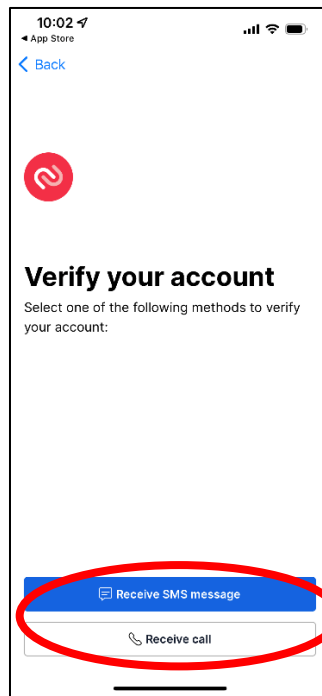 10:02
App Store
Back
Verify your account
Select one of the following methods to verify
your account:
Receive SMS message
Receive call